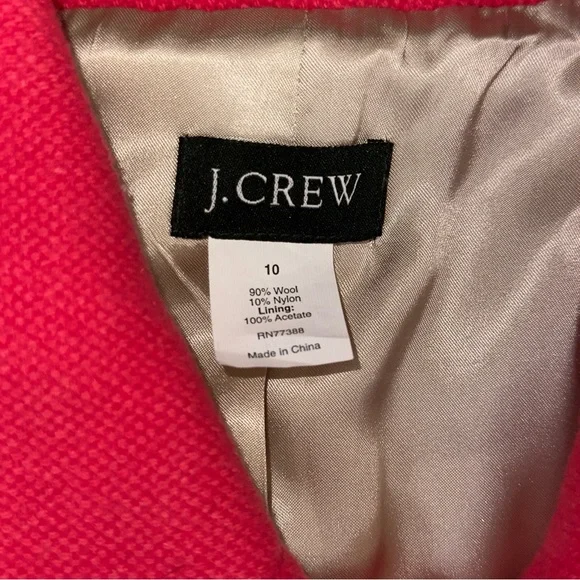 J.CREW
10
90% Wool
10% Nylon
Lining:
100% Acetate
RN77388
Made in China